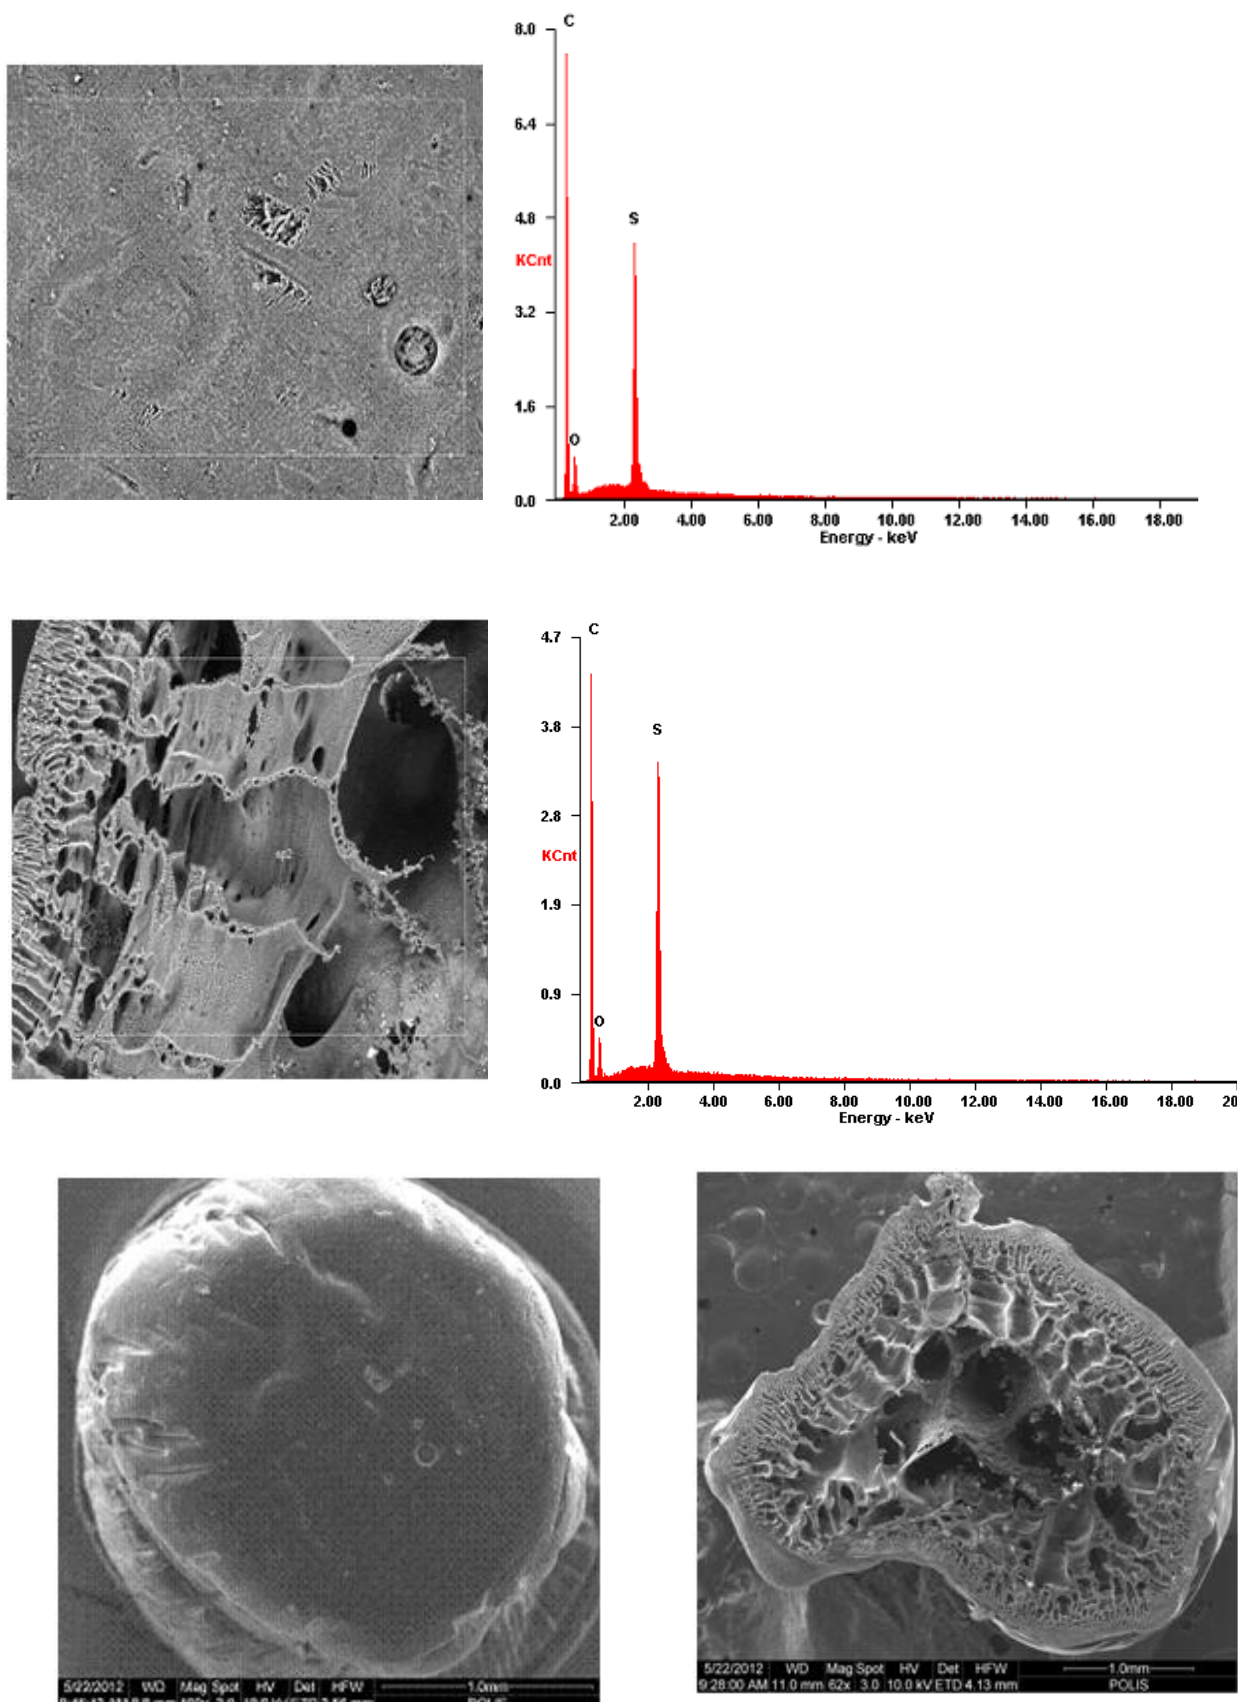 C
8.0
6.4
4.8
S
KCnt
3.2
1.6
O
0.0
2.00 4.00 6.00 8.00 10.00 12.00 14.00 16.00 18.00
Energy - keV
C
4.7
3.8
S
2.8
KCnt
1.9
0.9
O
0.0
2.00 4.00 6.00 8.00 10.00 12.00 14.00 16.00 18.00 20
Energy - keV
5/22/2012 WD Mag Spot HV Det HFW 1.0mm
POLIS
5/22/2012 WD Mag Spot HV Det HFW 1.0mm
9:28:00 AM 11.0 mm 62x 3.0 10.0 kV ETD 4.13 mm POLIS